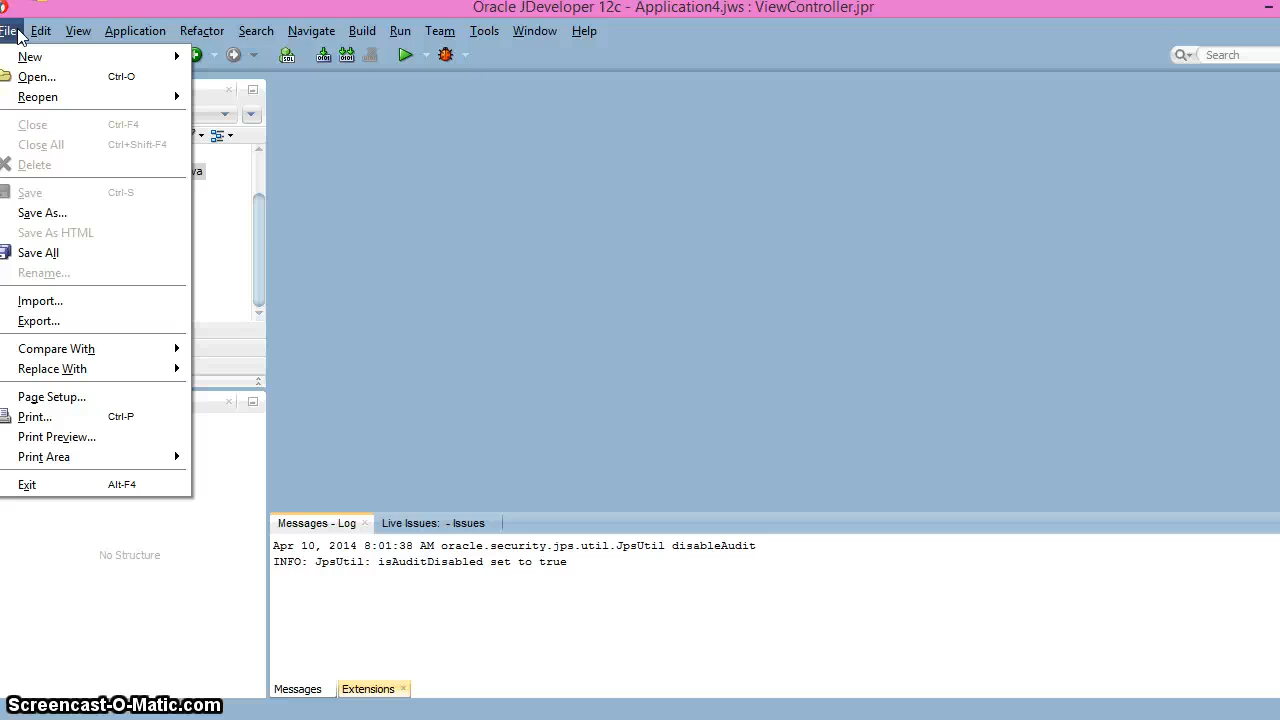 Oracle JDeveloper 12c - Application4.jws : ViewController.jpr
File Edit View Application Refactor Search Navigate Build Run Team Tools Window Help
New
Open... Ctrl-O
Reopen
Close Ctrl-F4
Close All Ctrl+Shift-F4
Delete
Save Ctrl-S
Save As...
Save As HTML
Save All
Rename...
Import...
Export...
Compare With
Replace With
Page Setup...
Print... Ctrl-P
Print Preview...
Print Area
Exit Alt-F4
SQL
Search
va
No Structure
Messages - Log Live Issues: - Issues
Apr 10, 2014 8:01:38 AM oracle.security.jps.util.JpsUtil disableAudit
INFO: JpsUtil: isAuditDisabled set to true
Messages Extensions
Screencast-O-Matic.com